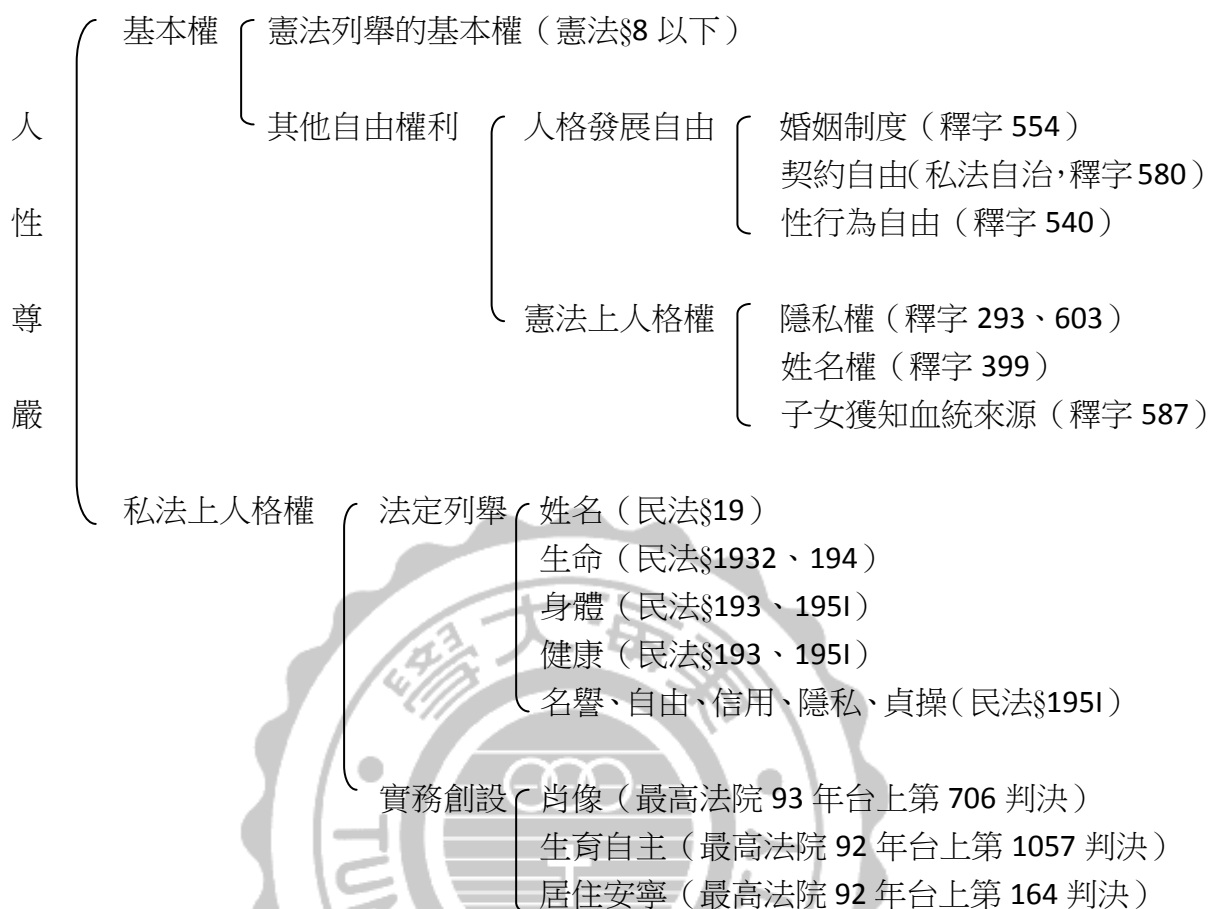 基本權 憲法列舉的基本權（憲法§8 以下）
人 其他自由權利 人格發展自由 婚姻制度（釋字 554）
契約自由（私法自治，釋字 580）
性 性行為自由（釋字 540）
尊 憲法上人格權 隱私權（釋字 293、603）
姓名權（釋字 399）
嚴 子女獲知血統來源（釋字 587）
私法上人格權 法定列舉 姓名（民法§19）
生命（民法§1932、194）
身體（民法§193、195I）
健康（民法§193、195I）
名譽、自由、信用、隱私、貞操（民法§195I）
實務創設 肖像（最高法院 93 年台上第 706 判決）
生育自主（最高法院 92 年台上第 1057 判決）
居住安寧（最高法院 92 年台上第 164 判決）
學大海東
TU